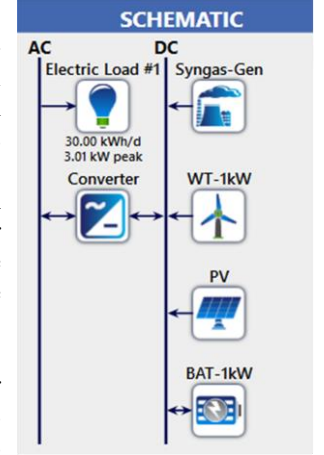 SCHEMATIC
AC DC
Electric Load #1 Syngas-Gen
30.00 kWh/d
3.01 kW peak
Converter WT-1kW
PV
BAT-1kW